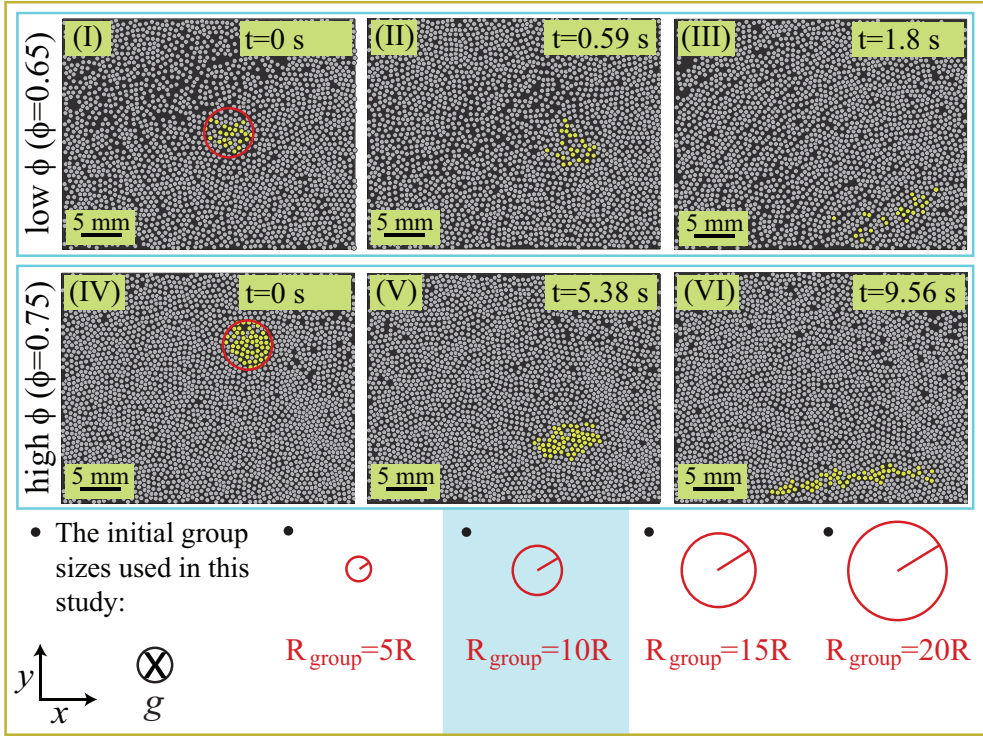 low ϕ (ϕ=0.65)
(I)
t=0 s
5 mm
(II)
t=0.59 s
5 mm
(III)
t=1.8 s
5 mm
high ϕ (ϕ=0.75)
(IV)
t=0 s
5 mm
(V)
t=5.38 s
5 mm
(VI)
t=9.56 s
5 mm
• The initial group
sizes used in this
study:
•
R group=5R
•
R group=10R
•
R group=15R
•
R group=20R
y
x
g